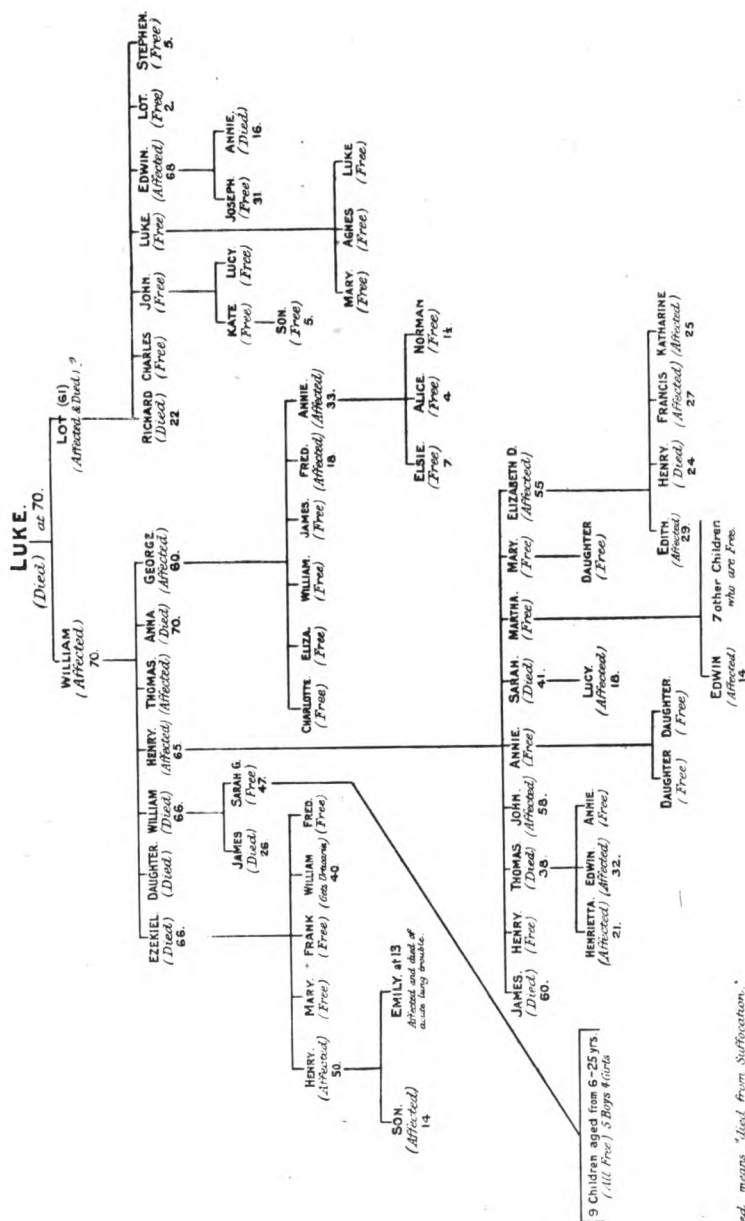 LUKE.
(Died) at 70.
WILLIAM
(Affected)
70.
LOT (61)
(Affected & Died.)?
EZEKIEL
(Died)
66.
DAUGHTER.
(Died)
WILLIAM
(Died)
66.
HENRY.
(Affected)
65
THOMAS.
(Affected)
ANNA
(Died)
70.
GEORGE.
(Affected)
60.
RICHARD
(Died)
22
CHARLES
(Free)
JOHN.
(Free)
LUKE.
(Free)
EDWIN.
(Affected)
68
LOT.
(Free)
2.
STEPHEN.
(Free)
5.
JAMES
(Died)
26.
SARAH G.
(Free)
47.
KATE
(Free)
LUCY.
(Free)
SON.
(Free)
5.
JOSEPH.
(Free)
31.
ANNIE.
(Died)
16.
MARY.
(Free)
AGNES
(Free)
LUKE
(Free)
HENRY.
(Affected)
50.
MARY.
(Free)
FRANK
(Free)
WILLIAM
40.
FRED.
(Free)
SON.
(Affected)
14
EMILY. at 13
Affected and died of
acute lung trouble.
CHARLOTTE
(Free)
ELIZA.
(Free)
WILLIAM.
(Free)
JAMES.
(Free)
FRED.
(Affected)
18
ANNIE.
(Affected)
33.
ELSIE.
(Free)
7.
ALICE.
(Free)
4
NORMAN
(Free)
1½
JAMES.
(Died)
60.
HENRY.
(Free)
THOMAS
(Died)
38.
JOHN.
(Affected)
58.
ANNIE.
(Free)
SARAH.
(Died)
41.
MARTHA.
(Free)
MARY.
(Free)
ELIZABETH D.
(Affected)
55
HENRIETTA.
(Affected)
21.
EDWIN.
(Affected)
32.
ANNIE.
(Free)
DAUGHTER
(Free)
DAUGHTER.
(Free)
LUCY.
(Affected)
18.
DAUGHTER
(Free)
EDITH.
(Affected)
29.
HENRY.
(Died)
24
FRANCIS
(Affected)
27
KATHARINE
(Affected.)
25
EDWIN
(Affected)
14
7 other Children
who are Free.
9 Children aged from 6-25 yrs.
(All Free) 5 Boys 4 Girls
means "died from Suffocation."